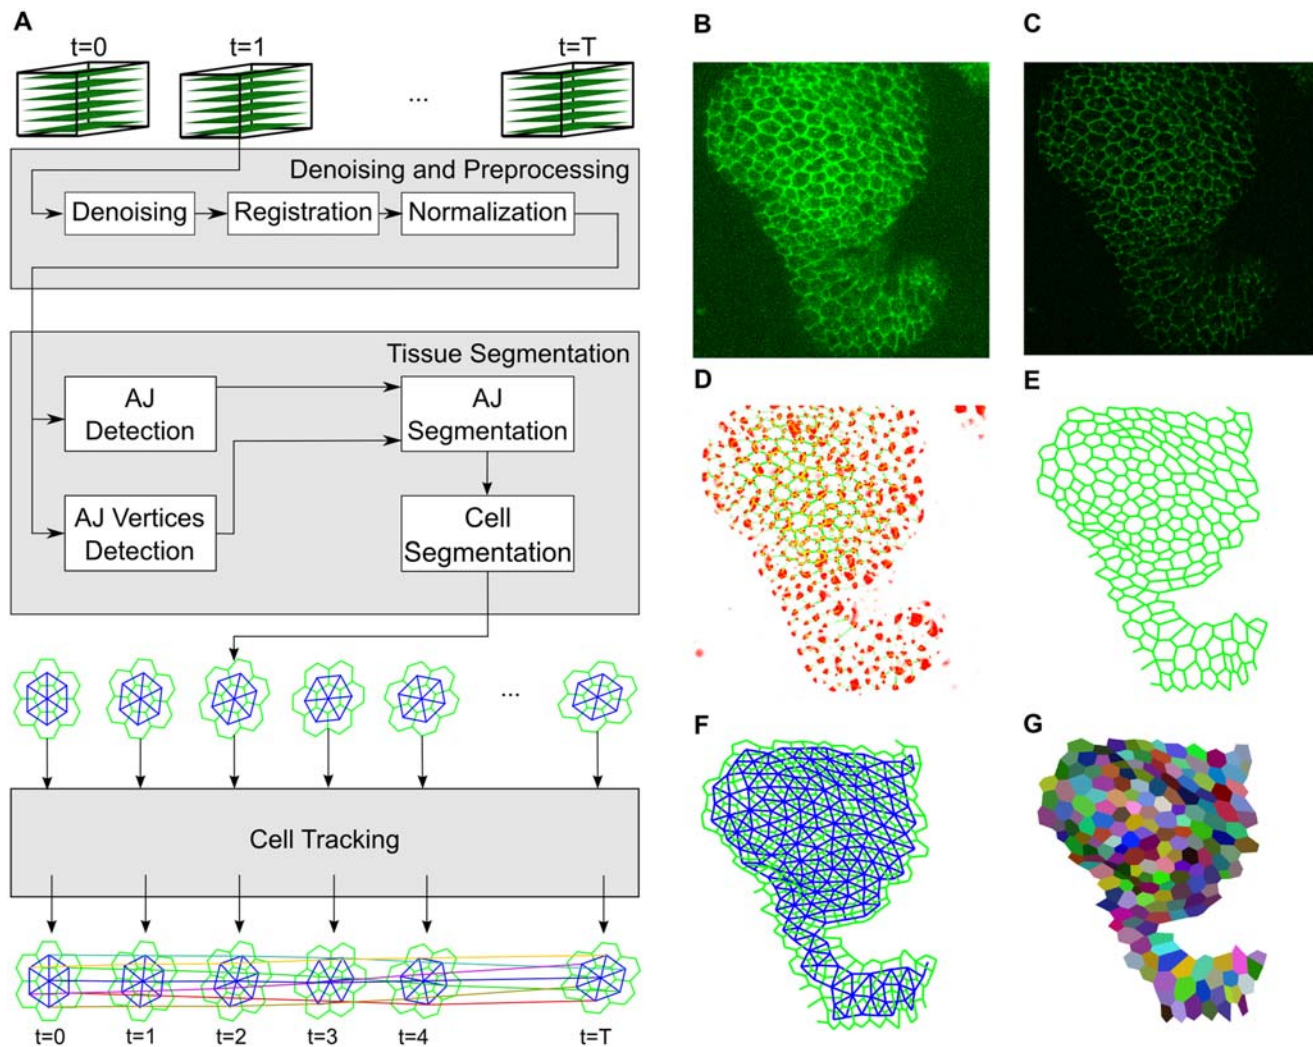 A
t=0
t=1
...
t=T
Denoising and Preprocessing
Denoising
Registration
Normalization
Tissue Segmentation
AJ
Detection
AJ
Segmentation
AJ Vertices
Detection
Cell
Segmentation
...
Cell Tracking
t=0
t=1
t=2
t=3
t=4
t=T
B
C
D
E
F
G